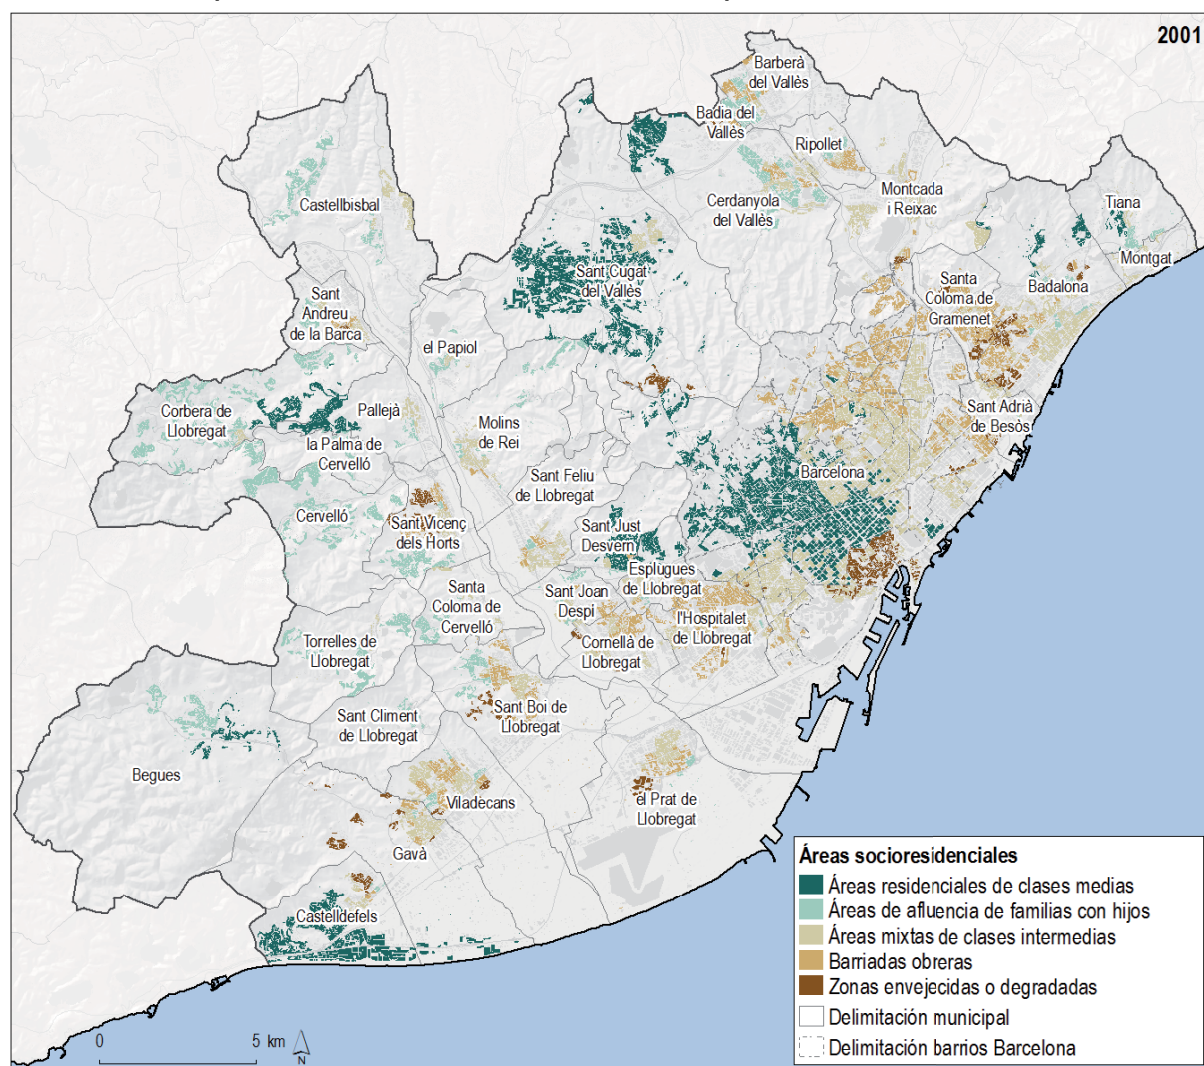 2001
Barberà
del Vallès
Badia del
Vallès
Ripollet
Castellbisbal
Cerdanyola
del Vallès
Montcada
i Reixac
Tiana
Montgat
Sant Cugat
del Vallès
Santa
Coloma de
Gramenet
Badalona
Sant
Andreu
de la Barca
el Papiol
Corbera de
Llobregat
Pallejà
la Palma de
Cervelló
Molins
de Rei
Sant Adrià
de Besòs
Barcelona
Sant Feliu
de Llobregat
Cervelló
Sant Vicenç
dels Horts
Sant Just
Desvern
Esplugues
de Llobregat
Santa
Coloma de
Cervelló
Sant Joan
Despí
l'Hospitalet
de Llobregat
Cornellà de
Llobregat
Torrelles de
Llobregat
Sant Climent
de Llobregat
Sant Boi de
Llobregat
Begues
Viladecans
el Prat de
Llobregat
Gavà
Castelldefels
Áreas socioresidenciales
Áreas residenciales de clases medias
Áreas de afluencia de familias con hijos
Áreas mixtas de clases intermedias
Barriadas obreras
Zonas envejecidas o degradadas
Delimitación municipal
Delimitación barrios Barcelona
0 5 km
N